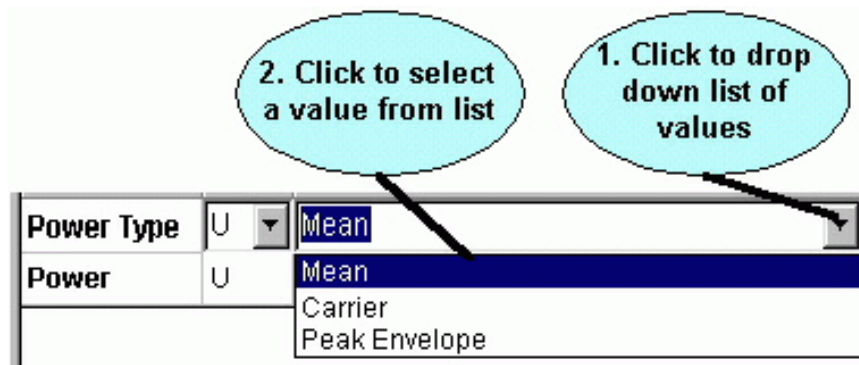 2. Click to select
a value from list
1. Click to drop
down list of
values
Power Type U Mean
Power U Mean
Carrier
Peak Envelope